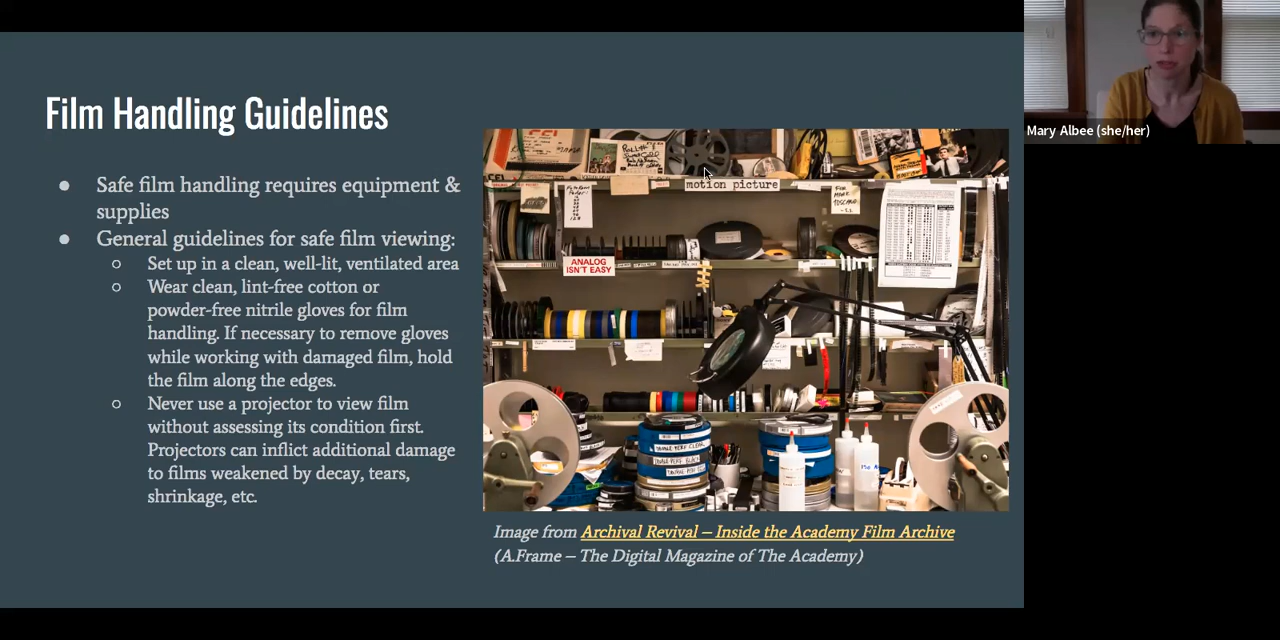 Film Handling Guidelines
● Safe film handling requires equipment &
supplies
● General guidelines for safe film viewing:
○ Set up in a clean, well-lit, ventilated area
○ Wear clean, lint-free cotton or
powder-free nitrile gloves for film
handling. If necessary to remove gloves
while working with damaged film, hold
the film along the edges.
○ Never use a projector to view film
without assessing its condition first.
Projectors can inflict additional damage
to films weakened by decay, tears,
shrinkage, etc.
motion picture
ANALOG
ISN'T EASY
Image from Archival Revival – Inside the Academy Film Archive
(A.Frame – The Digital Magazine of The Academy)
Mary Albee (she/her)